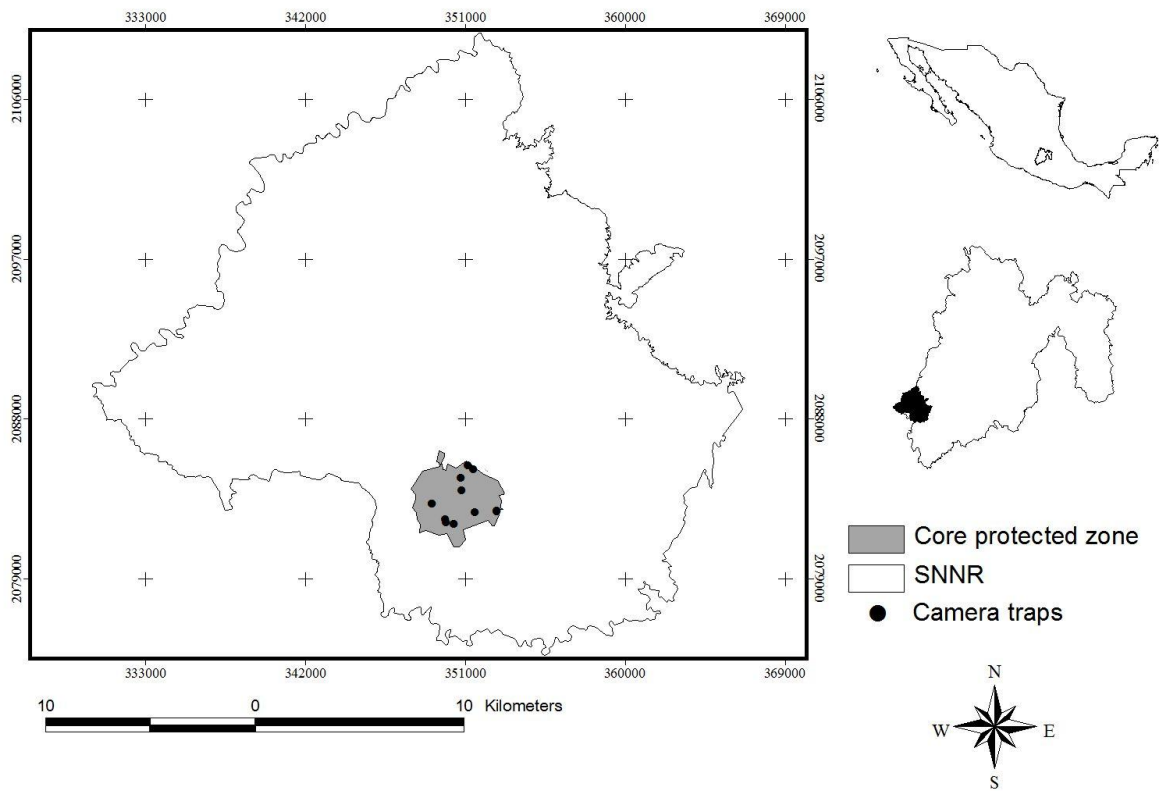 333000 342000 351000 360000 369000
2106000 2106000
2097000 2097000
2088000 2088000
2079000 2079000
333000 342000 351000 360000 369000
10 0 10 Kilometers
Core protected zone
SNNR
Camera traps
N
W E
S